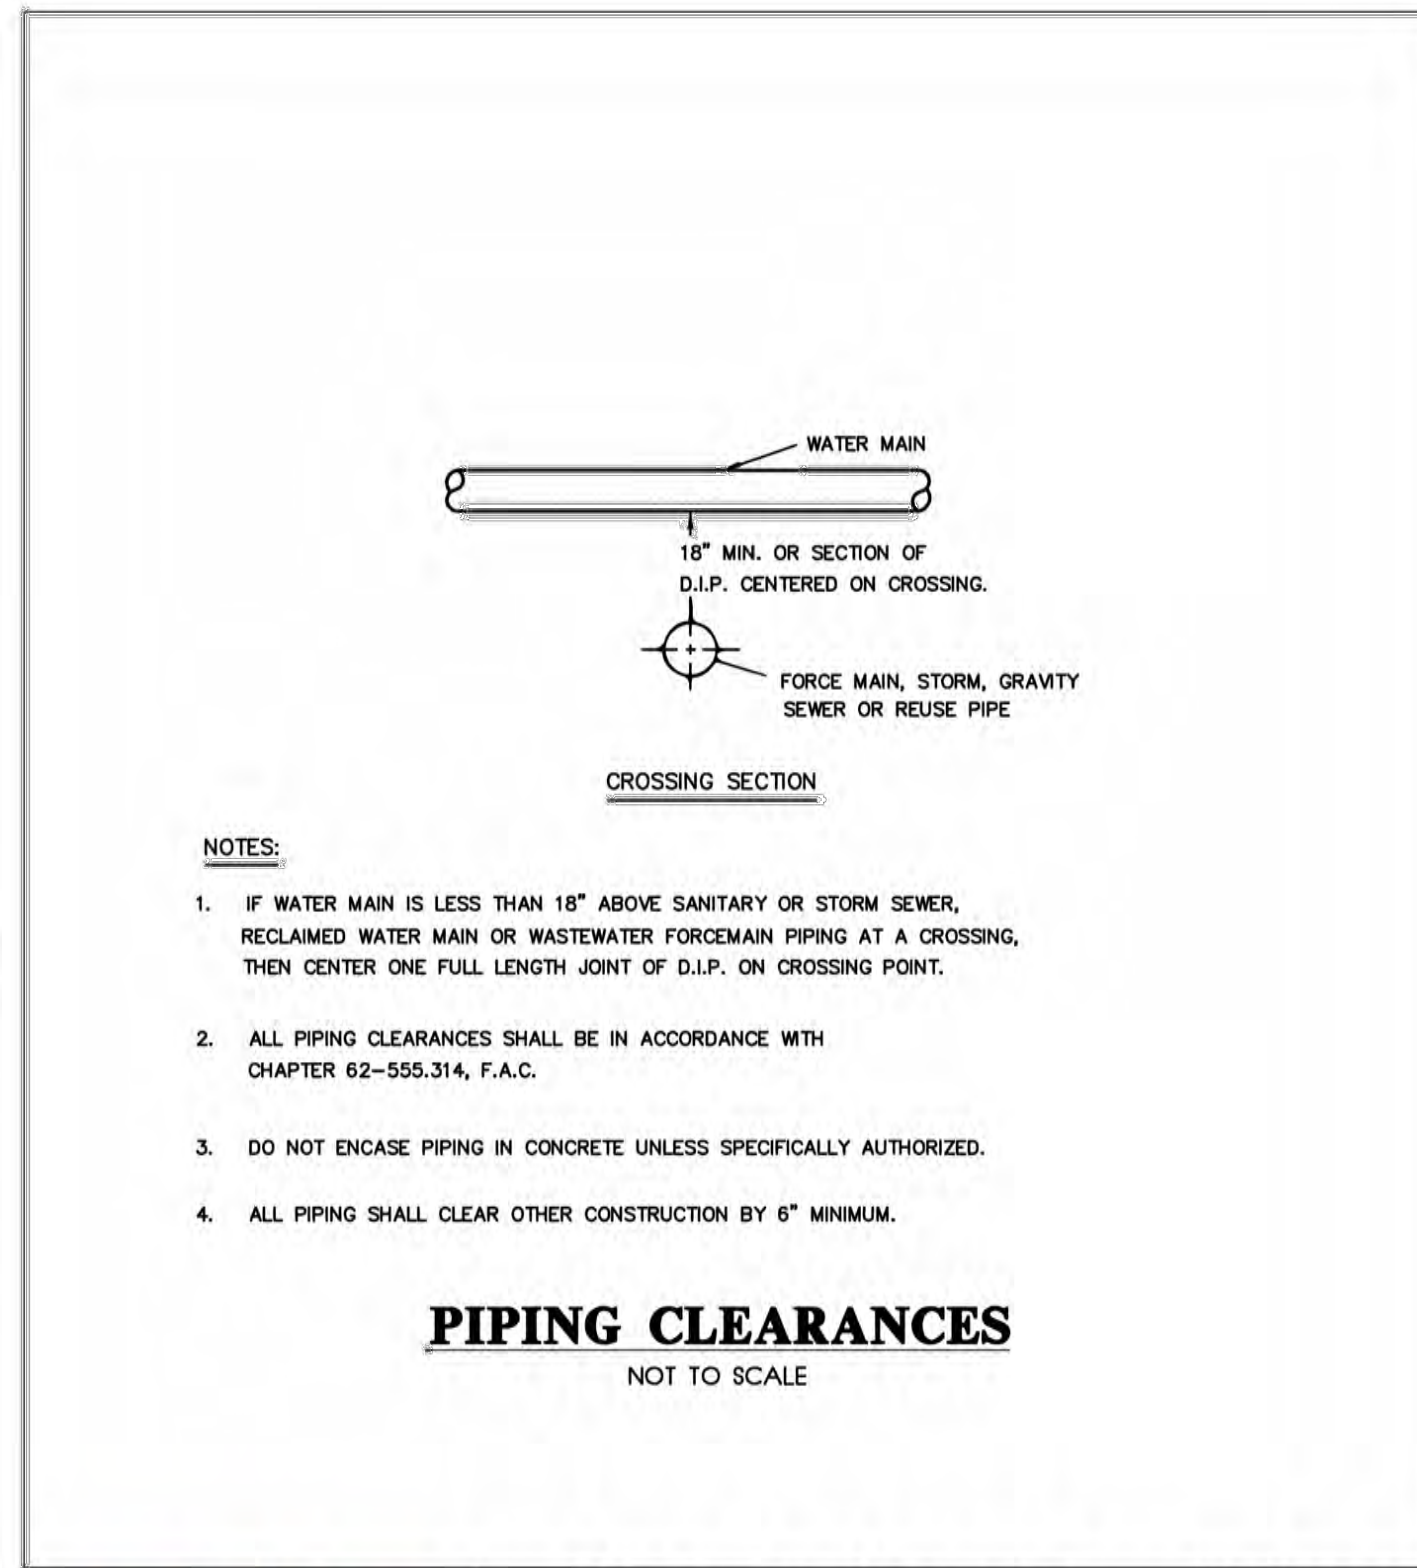 WATER MAIN
18" MIN. OR SECTION OF
D.I.P. CENTERED ON CROSSING.
FORCE MAIN, STORM, GRAVITY
SEWER OR REUSE PIPE
CROSSING SECTION
NOTES:
1. IF WATER MAIN IS LESS THAN 18" ABOVE SANITARY OR STORM SEWER,
RECLAIMED WATER MAIN OR WASTEWATER FORCEMAIN PIPING AT A CROSSING,
THEN CENTER ONE FULL LENGTH JOINT OF D.I.P. ON CROSSING POINT.
2. ALL PIPING CLEARANCES SHALL BE IN ACCORDANCE WITH
CHAPTER 62-555.314, F.A.C.
3. DO NOT ENCASE PIPING IN CONCRETE UNLESS SPECIFICALLY AUTHORIZED.
4. ALL PIPING SHALL CLEAR OTHER CONSTRUCTION BY 6" MINIMUM.
PIPING CLEARANCES
NOT TO SCALE